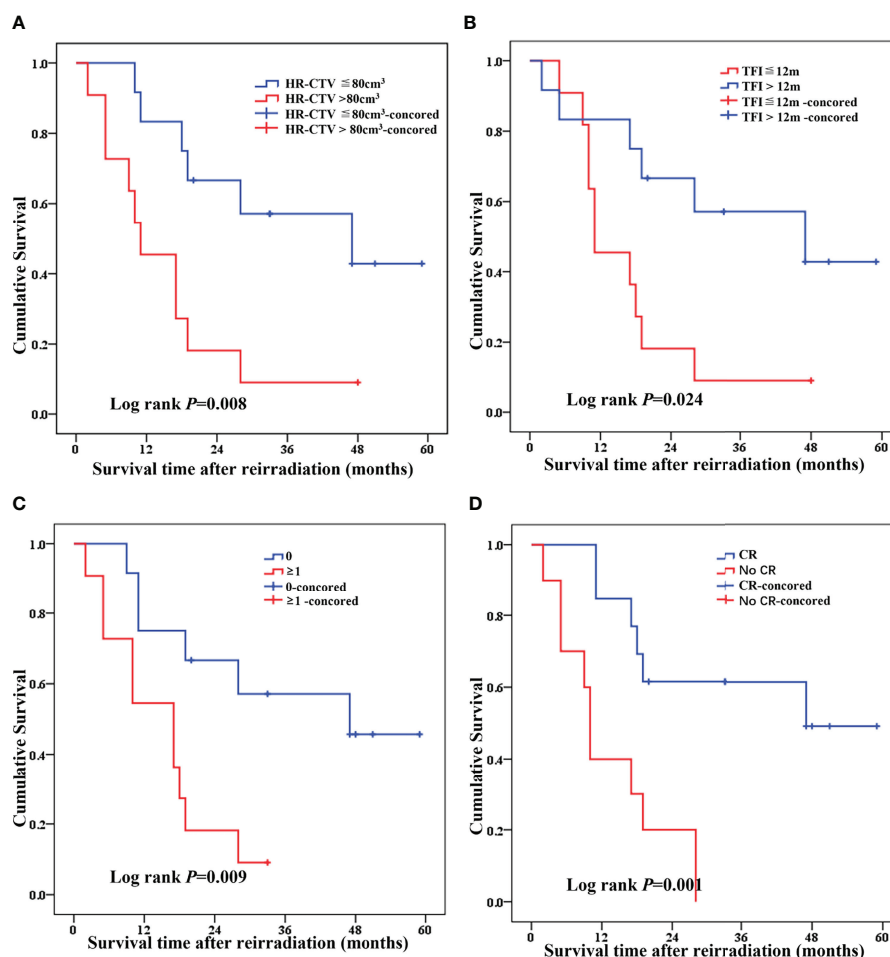 A
HR-CTV ≦80cm³
HR-CTV >80cm³
HR-CTV ≦80cm³-concored
HR-CTV > 80cm³-concored
Cumulative Survival
1.0
0.8
0.6
0.4
0.2
0.0
Log rank P=0.008
0 12 24 36 48 60
Survival time after reirradiation (months)
B
TFI≦12m
TFI > 12m
TFI≦12m -concored
TFI > 12m -concored
Cumulative Survival
1.0
0.8
0.6
0.4
0.2
0.0
Log rank P=0.024
0 12 24 36 48 60
Survival time after reirradiation (months)
C
0
≥1
0-concored
≥1 -concored
Cumulative Survival
1.0
0.8
0.6
0.4
0.2
0.0
Log rank P=0.009
0 12 24 36 48 60
Survival time after reirradiation (months)
D
CR
No CR
CR-concored
No CR-concored
Cumulative Survival
1.0
0.8
0.6
0.4
0.2
0.0
Log rank P=0.001
0 12 24 36 48 60
Survival time after reirradiation (months)